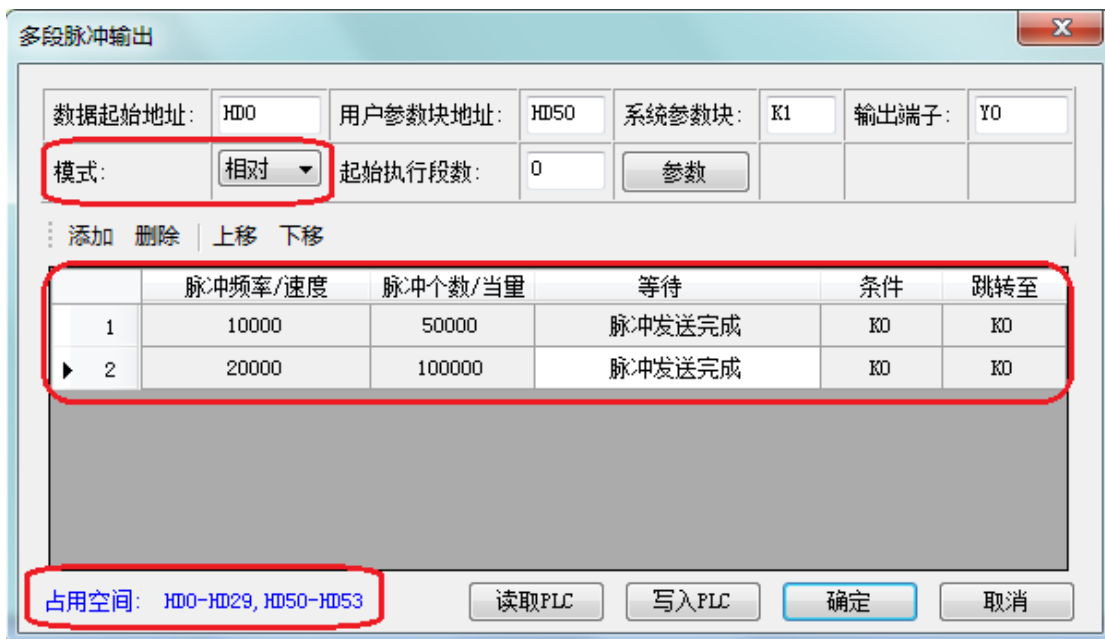 多段脉冲输出
数据起始地址: HD0 用户参数块地址: HD50 系统参数块: K1 输出端子: Y0
模式: 相对 起始执行段数: 0 参数
添加 删除 上移 下移
脉冲频率/速度 脉冲个数/当量 等待 条件 跳转至
1 10000 50000 脉冲发送完成 K0 K0
2 20000 100000 脉冲发送完成 K0 K0
占用空间: HD0-HD29,HD50-HD53 读取PLC 写入PLC 确定 取消